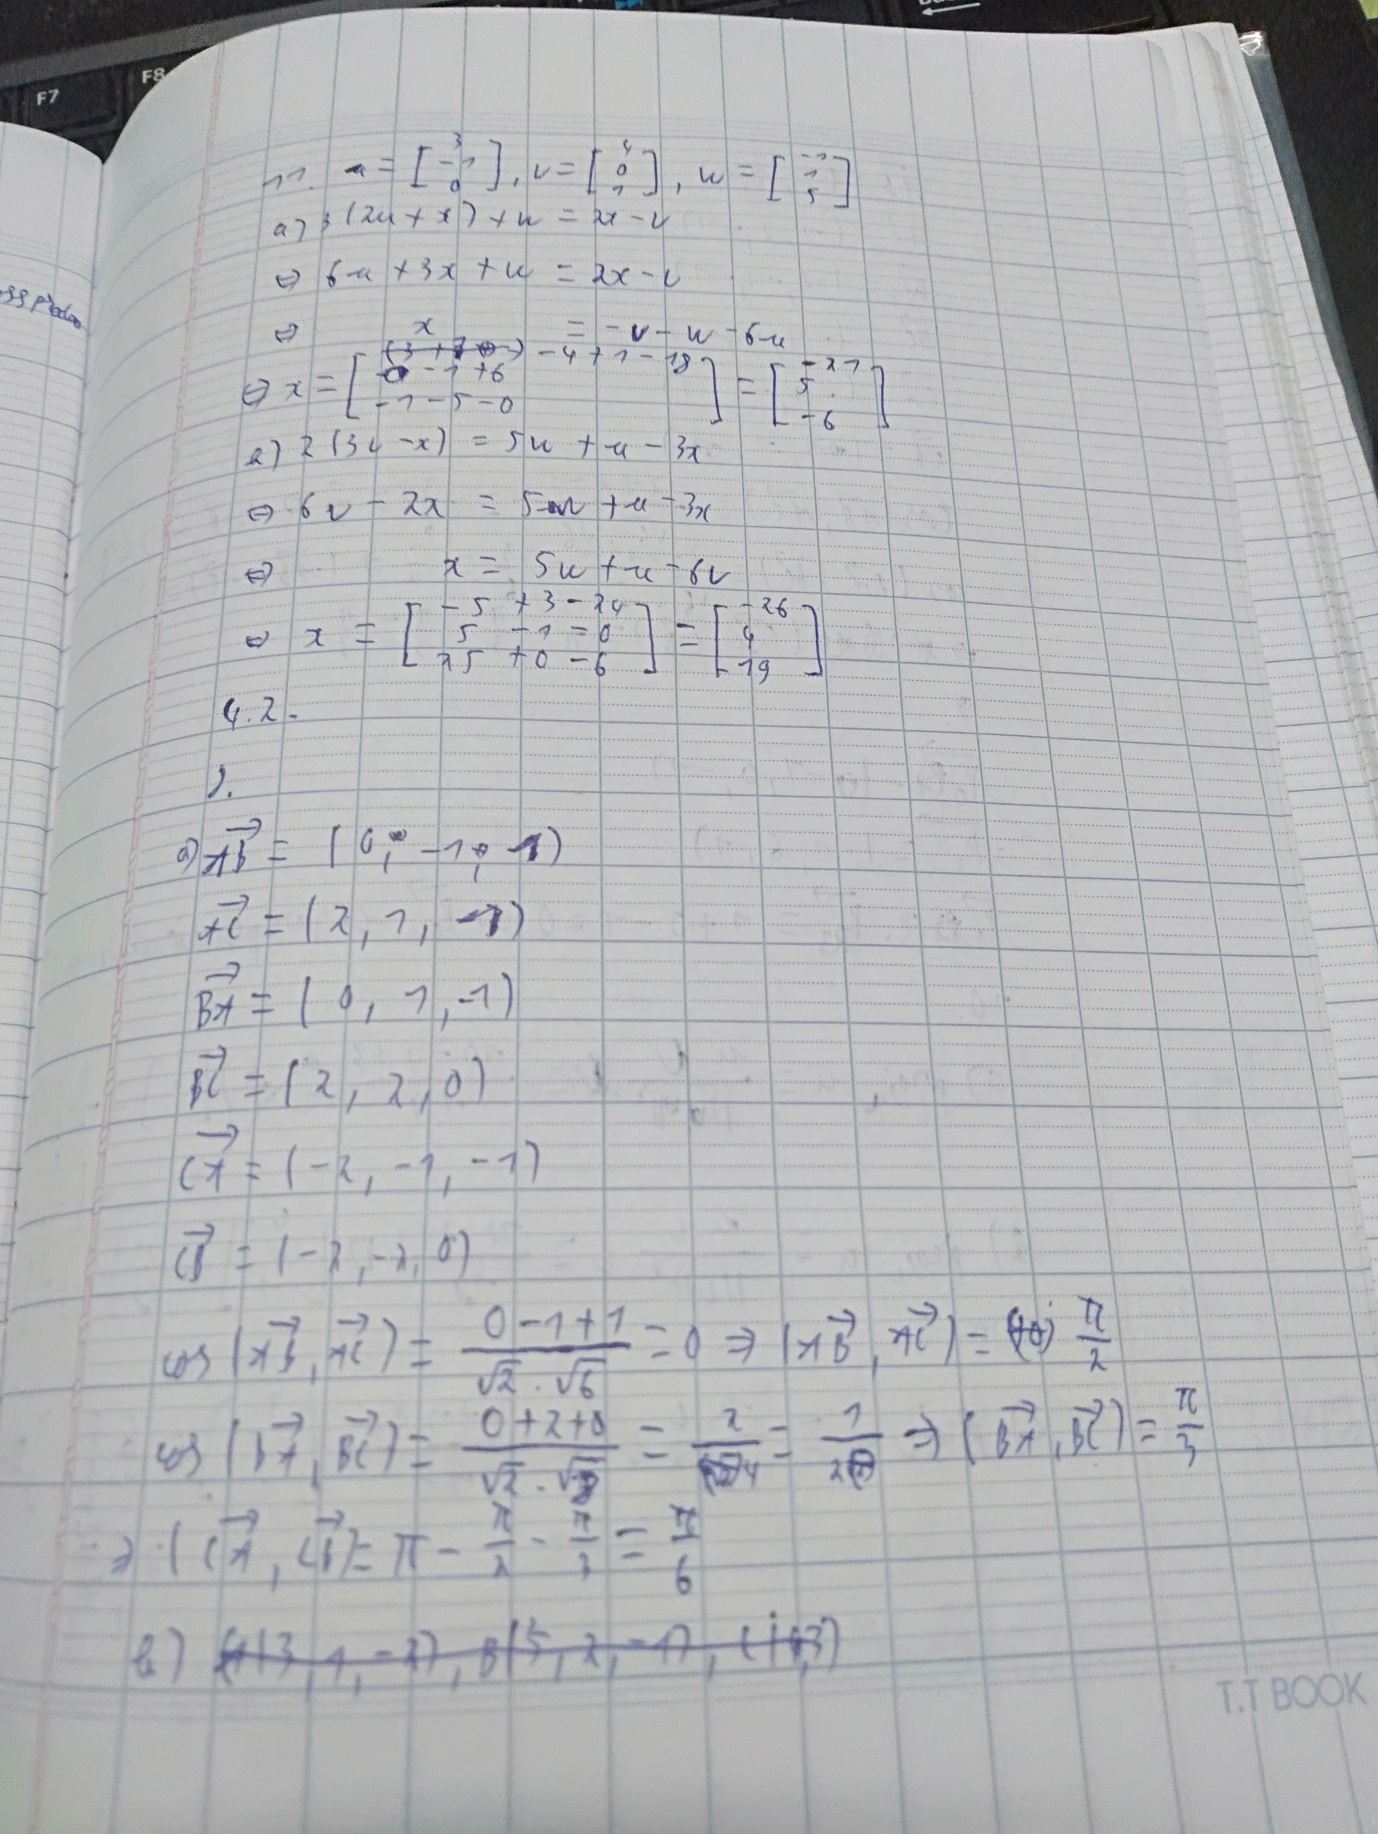 F7
F8
11. u = [3 -1 0], v = [4 0 1], w = [-1 1 5]
a) 3(2u + x) + w = 2x - v
⇔ 6u + 3x + w = 2x - v
⇔ x = -v - w - 6u
⇔ x = [-4 + 1 - 18 0 - 1 + 6 -1 - 5 - 0] = [-21 5 -6]
2(3v - x) = 5w + u - 3x
⇔ 6v - 2x = 5w + u - 3x
⇔ x = 5w + u - 6v
⇔ x = [-5 + 3 - 24 5 - 1 - 0 25 + 0 - 6] = [-26 4 19]
4.2.
a) AB = (0, -1, -1)
AC = (2, 1, -1)
BA = (0, 1, -1)
BC = (2, 2, 0)
CA = (-2, -1, -1)
CB = (-2, -2, 0)
cos(AB, AC) = (0 - 1 + 1)/(√2 . √6) = 0 ⇒ (AB, AC) = π/2
cos(BA, BC) = (0 + 2 + 0)/(√2 . √8) = 2/4 = 1/2 ⇒ (BA, BC) = π/3
⇒ (CA, CB) = π - π/2 - π/3 = π/6
b)
T.T BOOK